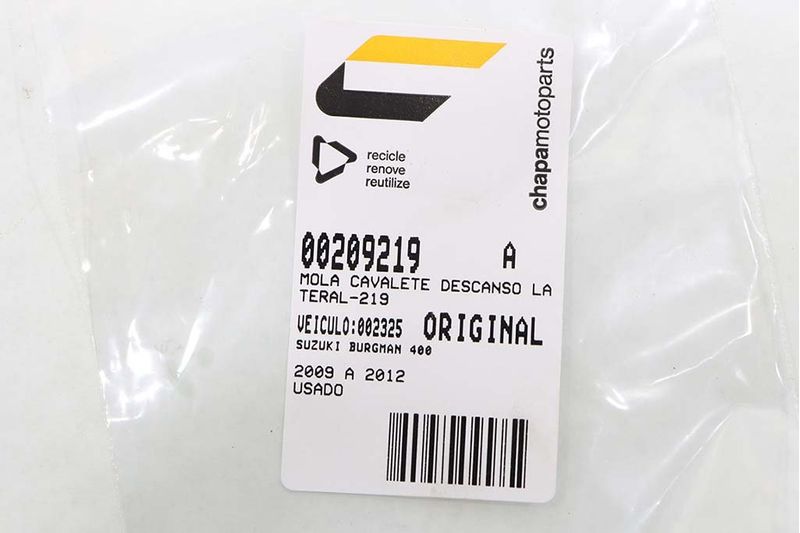 chapamotoparts
recicle
renove
reutilize
00209219 A
MOLA CAVALETE DESCANSO LA
TERAL-219
VEICULO:002325 ORIGINAL
SUZUKI BURGMAN 400
2009 A 2012
USADO